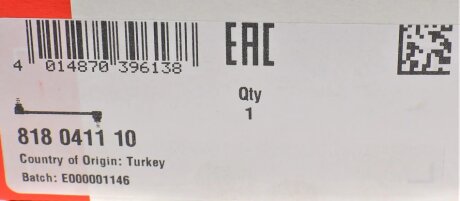 EAC
4 014870 396138
Qty
1
818 0411 10
Country of Origin: Turkey
Batch: E000001146